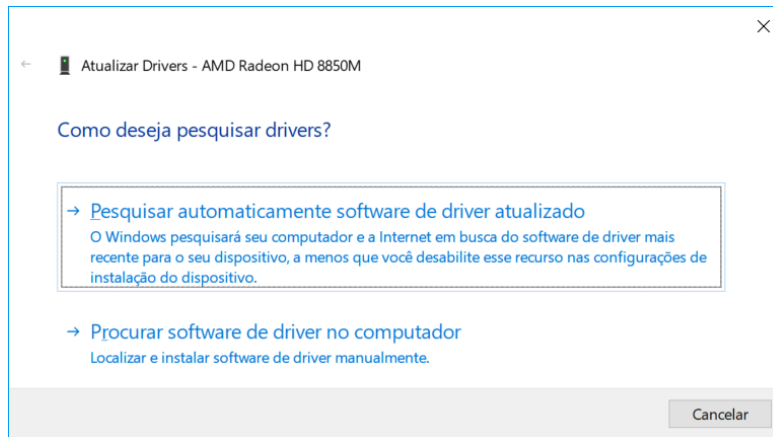 Atualizar Drivers - AMD Radeon HD 8850M
Como deseja pesquisar drivers?
Pesquisar automaticamente software de driver atualizado
O Windows pesquisará seu computador e a Internet em busca do software de driver mais
recente para o seu dispositivo, a menos que você desabilite esse recurso nas configurações de
instalação do dispositivo.
Procurar software de driver no computador
Localizar e instalar software de driver manualmente.
Cancelar